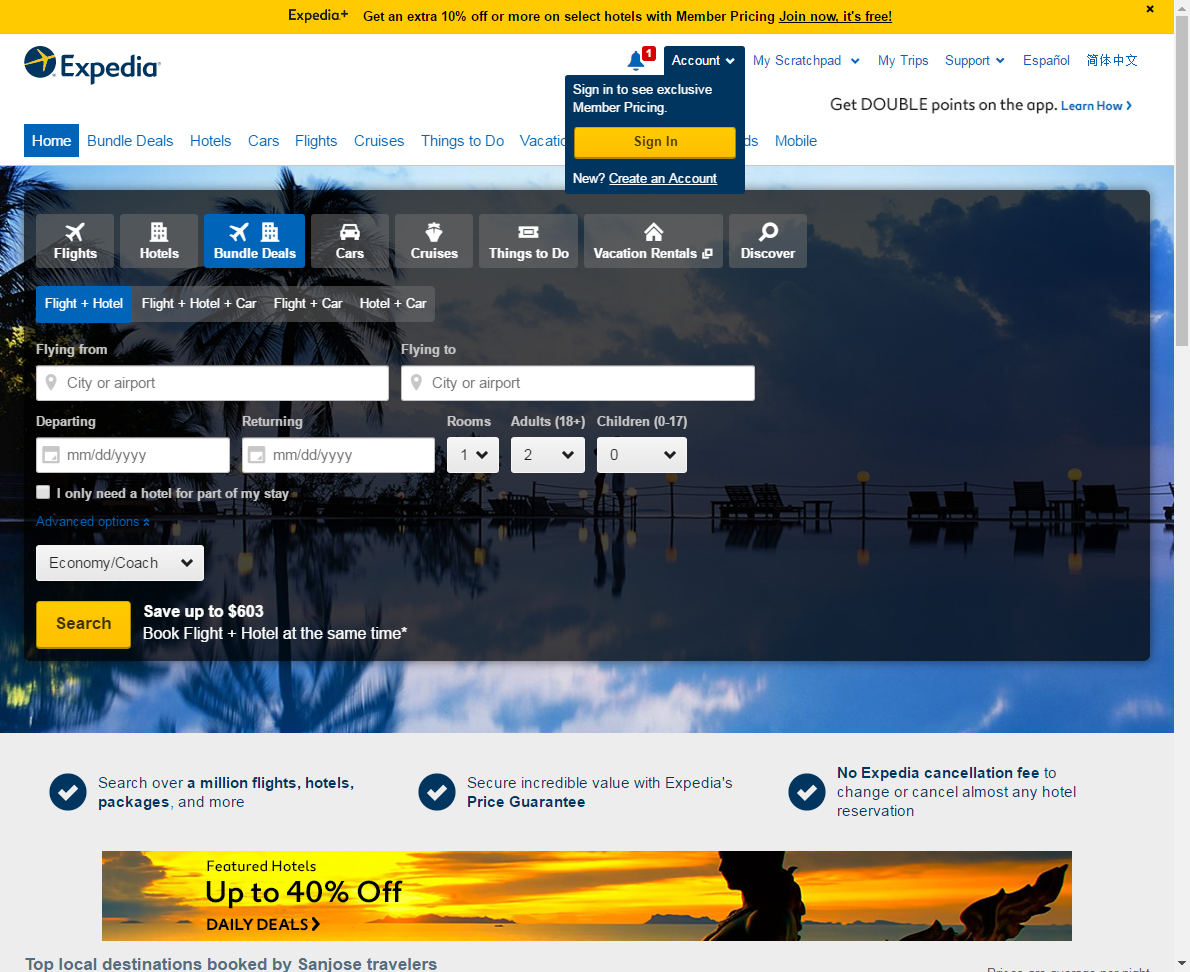 Expedia+ Get an extra 10% off or more on select hotels with Member Pricing Join now, it's free!
Expedia
1
Account
My Scratchpad
My Trips
Support
Español
简体中文
Sign in to see exclusive
Member Pricing.
Sign In
New? Create an Account
Get DOUBLE points on the app. Learn How
Home
Bundle Deals
Hotels
Cars
Flights
Cruises
Things to Do
Mobile
Flights
Hotels
Bundle Deals
Cars
Cruises
Things to Do
Vacation Rentals
Discover
Flight + Hotel
Flight + Hotel + Car
Flight + Car
Hotel + Car
Flying from
Flying to
City or airport
City or airport
Departing
Returning
Rooms
Adults (18+)
Children (0-17)
mm/dd/yyyy
mm/dd/yyyy
1
2
0
I only need a hotel for part of my stay
Advanced options
Economy/Coach
Search
Save up to $603
Book Flight + Hotel at the same time*
Search over a million flights, hotels,
packages, and more
Secure incredible value with Expedia's
Price Guarantee
No Expedia cancellation fee to
change or cancel almost any hotel
reservation
Featured Hotels
Up to 40% Off
DAILY DEALS
Top local destinations booked by Sanjose travelers
Prices are average per night